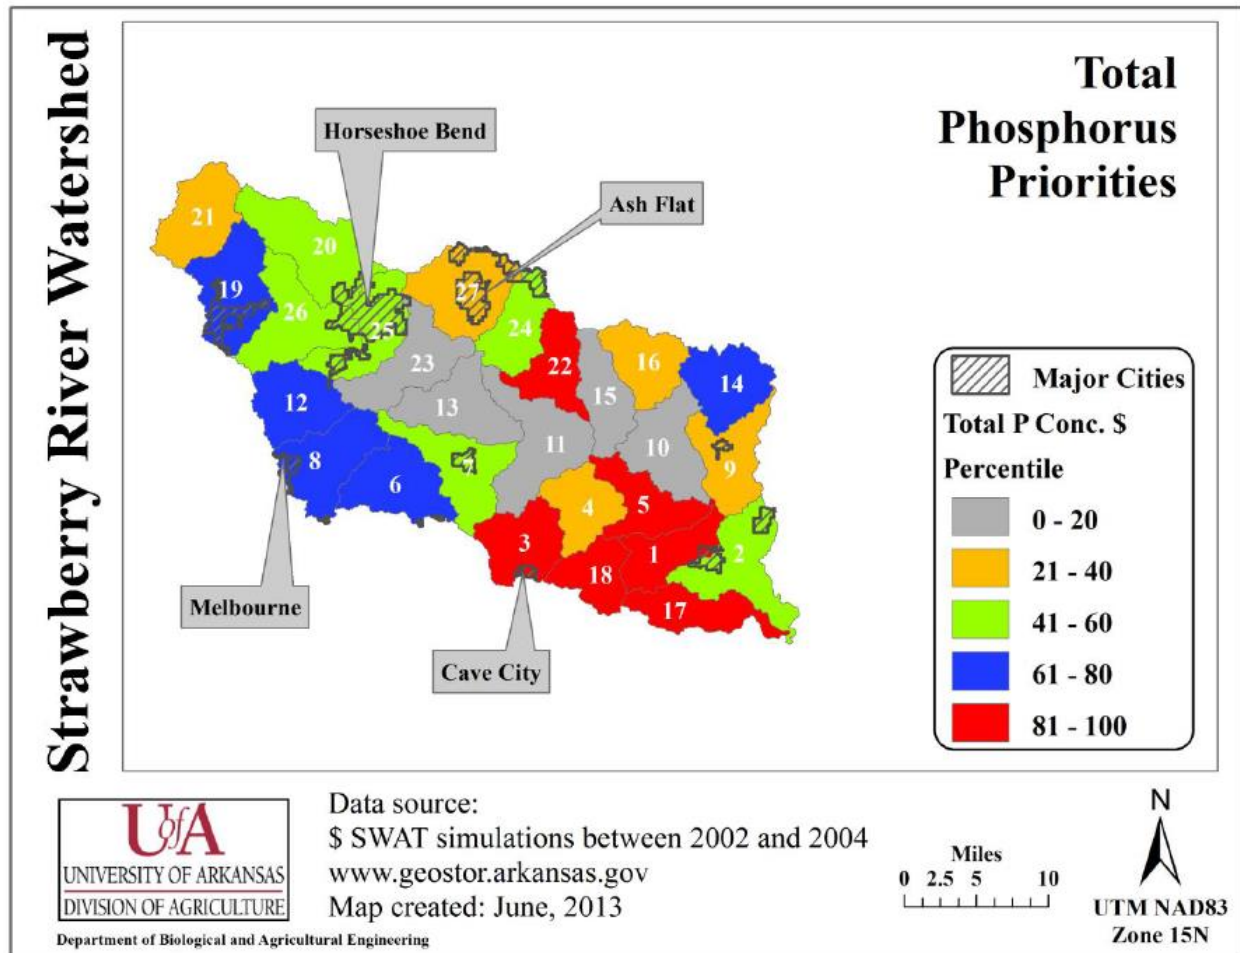 Strawberry River Watershed
Total
Phosphorus
Priorities
Horseshoe Bend
Ash Flat
21
20
19
26
25
27
24
23
22
16
14
15
12
13
11
10
9
8
7
6
4
5
3
1
2
18
17
Melbourne
Cave City
Major Cities
Total P Conc. $
Percentile
0 - 20
21 - 40
41 - 60
61 - 80
81 - 100
UofA
UNIVERSITY OF ARKANSAS
DIVISION OF AGRICULTURE
Department of Biological and Agricultural Engineering
Data source:
$ SWAT simulations between 2002 and 2004
www.geostor.arkansas.gov
Map created: June, 2013
Miles
0 2.5 5 10
N
UTM NAD83
Zone 15N